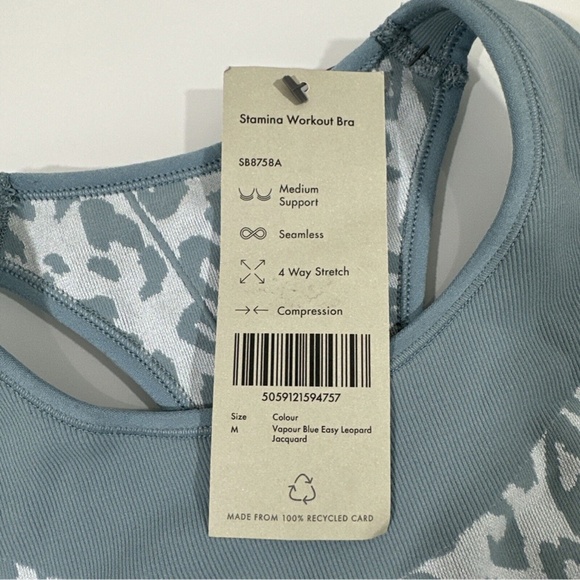 Stamina Workout Bra
SB8758A
Medium
Support
Seamless
4 Way Stretch
Compression
5059121594757
Size Colour
M Vapour Blue Easy Leopard
Jacquard
MADE FROM 100% RECYCLED CARD